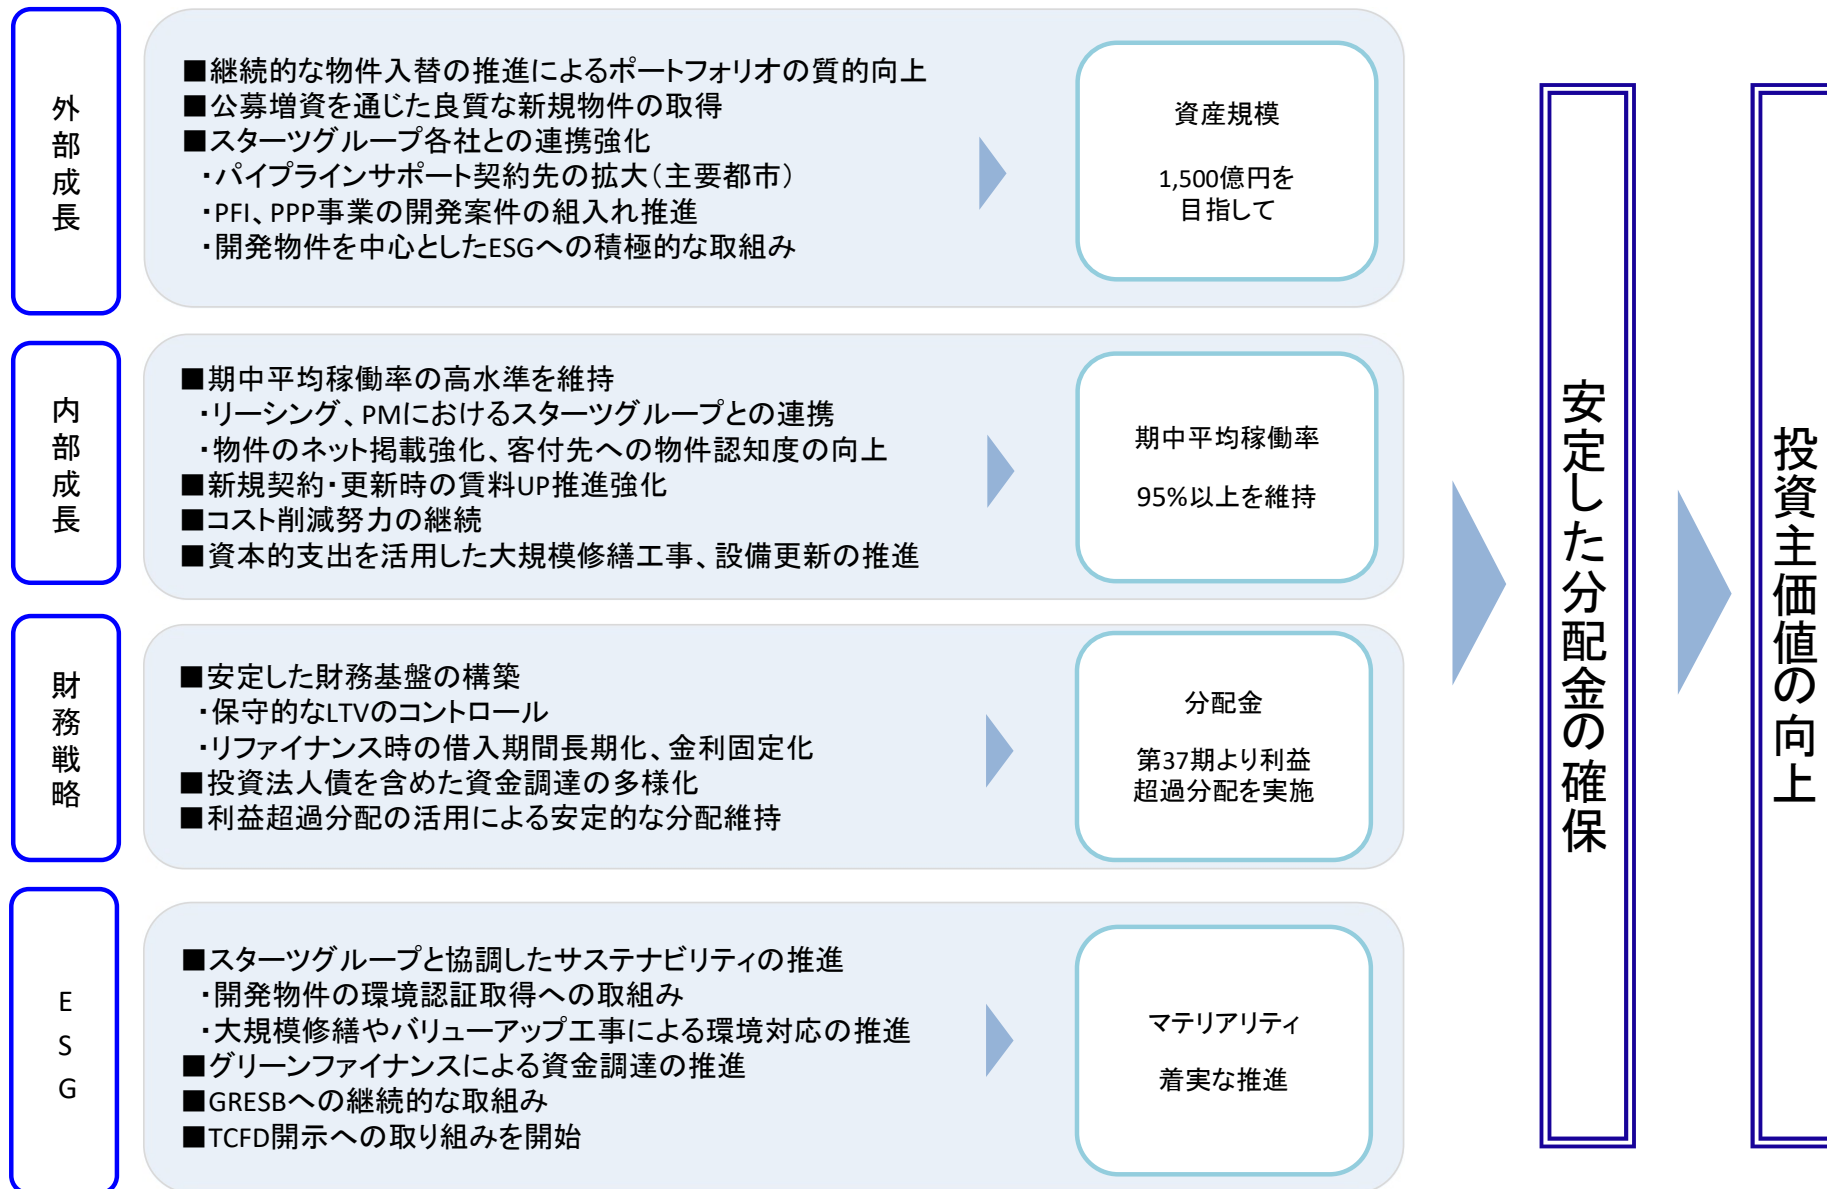 外部成長
■継続的な物件入替の推進によるポートフォリオの質的向上
■公募増資を通じた良質な新規物件の取得
■スターツグループ各社との連携強化
・パイプラインサポート契約先の拡大（主要都市）
・PFI、PPP事業の開発案件の組入れ推進
・開発物件を中心としたESGへの積極的な取組み
資産規模
1,500億円を
目指して
内部成長
■期中平均稼働率の高水準を維持
・リーシング、PMにおけるスターツグループとの連携
・物件のネット掲載強化、客付先への物件認知度の向上
■新規契約・更新時の賃料UP推進強化
■コスト削減努力の継続
■資本的支出を活用した大規模修繕工事、設備更新の推進
期中平均稼働率
95%以上を維持
財務戦略
■安定した財務基盤の構築
・保守的なLTVのコントロール
・リファイナンス時の借入期間長期化、金利固定化
■投資法人債を含めた資金調達の多様化
■利益超過分配の活用による安定的な分配維持
分配金
第37期より利益
超過分配を実施
ESG
■スターツグループと協調したサステナビリティの推進
・開発物件の環境認証取得への取組み
・大規模修繕やバリューアップ工事による環境対応の推進
■グリーンファイナンスによる資金調達の推進
■GRESBへの継続的な取組み
■TCFD開示への取り組みを開始
マテリアリティ
着実な推進
安定した分配金の確保
投資主価値の向上